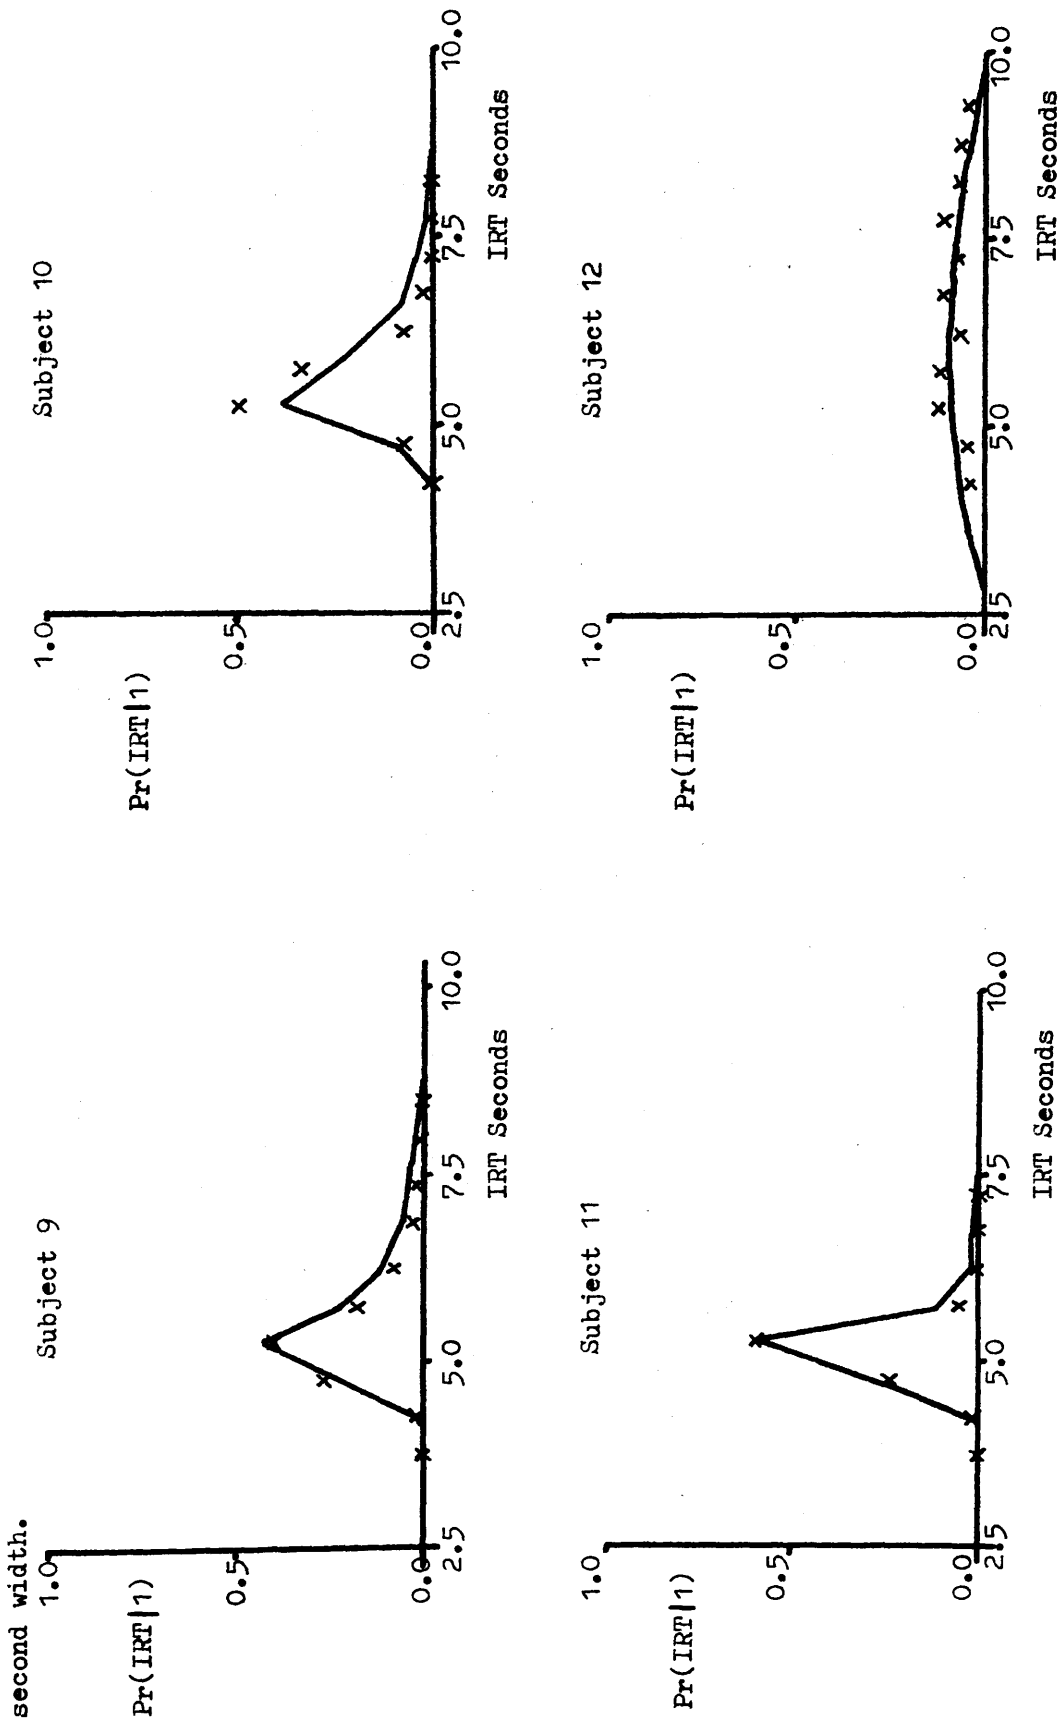 second width.
Subject 9
1.0
Pr(IRT|1)
0.5
0.0
2.5 5.0 7.5 10.0
IRT Seconds
Subject 10
1.0
Pr(IRT|1)
0.5
0.0
2.5 5.0 7.5 10.0
IRT Seconds
Subject 11
1.0
Pr(IRT|1)
0.5
0.0
2.5 5.0 7.5 10.0
IRT Seconds
Subject 12
1.0
Pr(IRT|1)
0.5
0.0
2.5 5.0 7.5 10.0
IRT Seconds